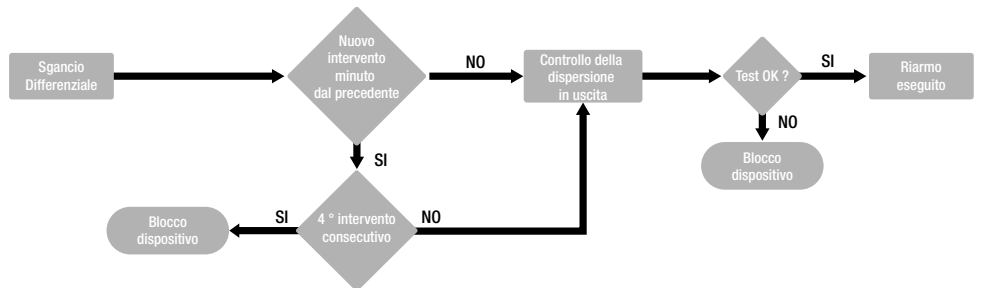 Sgancio
Differenziale
Nuovo
intervento
minuto
dal precedente
NO
Controllo della
dispersione
in uscita
Test OK ?
SI
Riarmo
eseguito
NO
Blocco
dispositivo
SI
4 ° intervento
consecutivo
SI
NO
Blocco
dispositivo